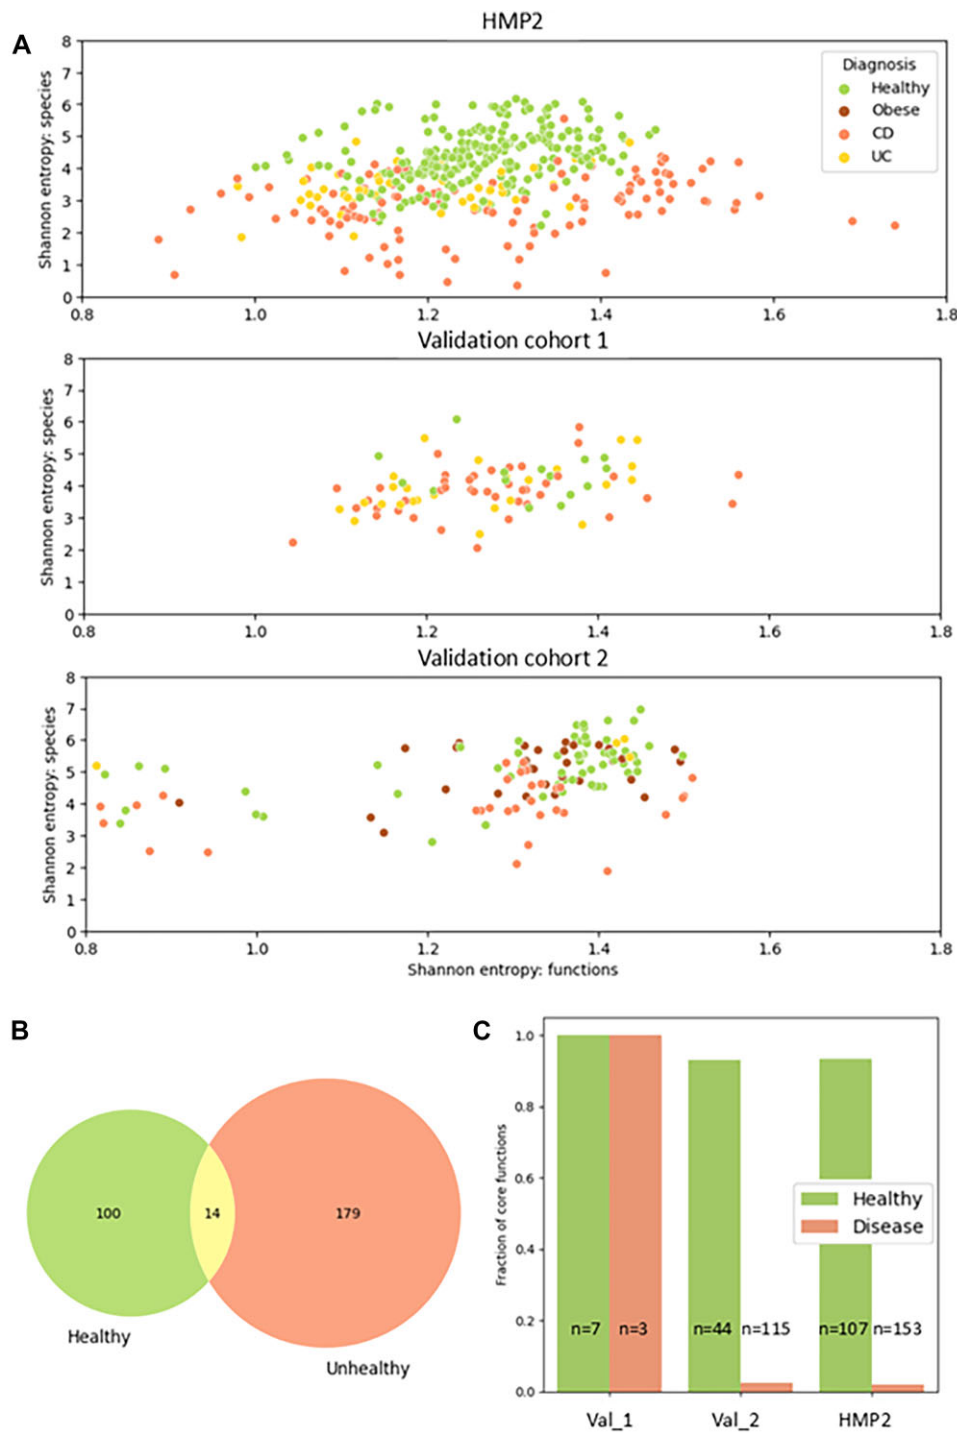 A
HMP2
Shannon entropy: species
8
7
6
5
4
3
2
1
0
Diagnosis
Healthy
Obese
CD
UC
0.8 1.0 1.2 1.4 1.6 1.8
Validation cohort 1
Shannon entropy: species
8
7
6
5
4
3
2
1
0
0.8 1.0 1.2 1.4 1.6 1.8
Validation cohort 2
Shannon entropy: species
8
7
6
5
4
3
2
1
0
0.8 1.0 1.2 1.4 1.6 1.8
Shannon entropy: functions
B
100
14
179
Healthy
Unhealthy
C
Fraction of core functions
1.0
0.8
0.6
0.4
0.2
0.0
Healthy
Disease
n=7 n=3 n=44 n=115 n=107 n=153
Val_1 Val_2 HMP2